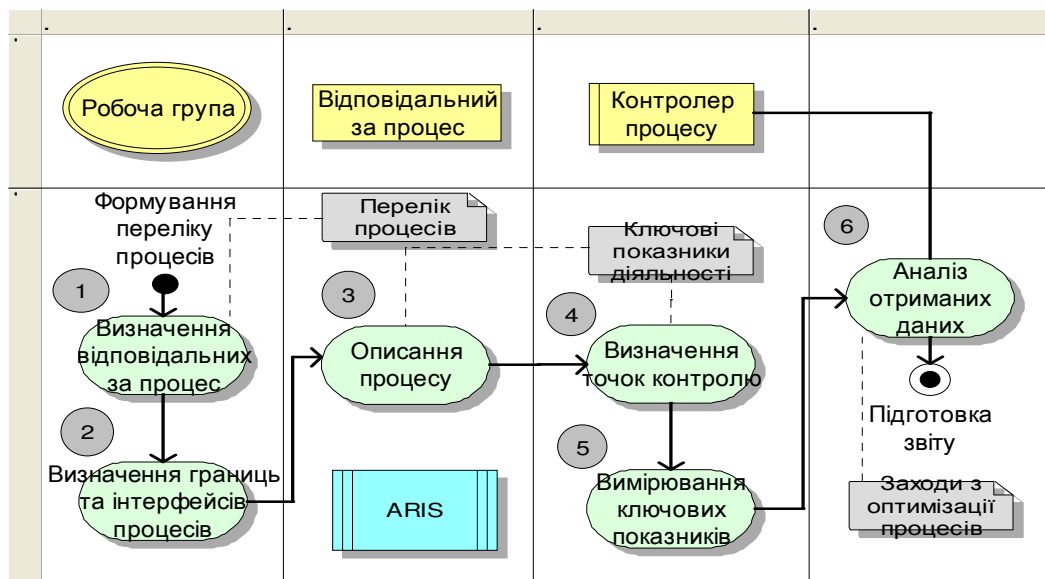 Робоча група
Відповідальний
за процес
Контролер
процесу
Формування
переліку
процесів
Перелік
процесів
Ключові
показники
діяльності
1
Визначення
відповідальних
за процес
2
Визначення границь
та інтерфейсів
процесів
3
Описання
процесу
ARIS
4
Визначення
точок контролю
5
Вимірювання
ключових
показників
6
Аналіз
отриманих
даних
Підготовка
звіту
Заходи з
оптимізації
процесів